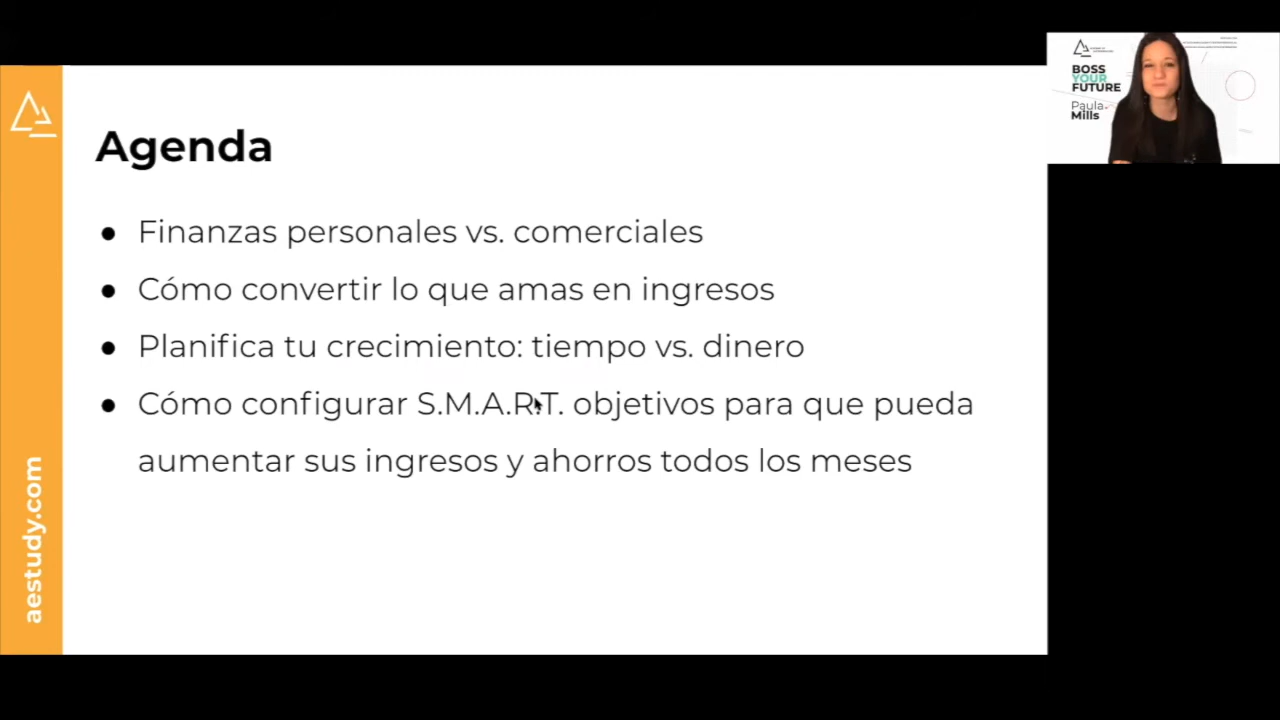 Agenda
● Finanzas personales vs. comerciales
● Cómo convertir lo que amas en ingresos
● Planifica tu crecimiento: tiempo vs. dinero
● Cómo configurar S.M.A.R.T. objetivos para que pueda
aumentar sus ingresos y ahorros todos los meses
aestudy.com
BOSS
YOUR
FUTURE
Paula
Mills